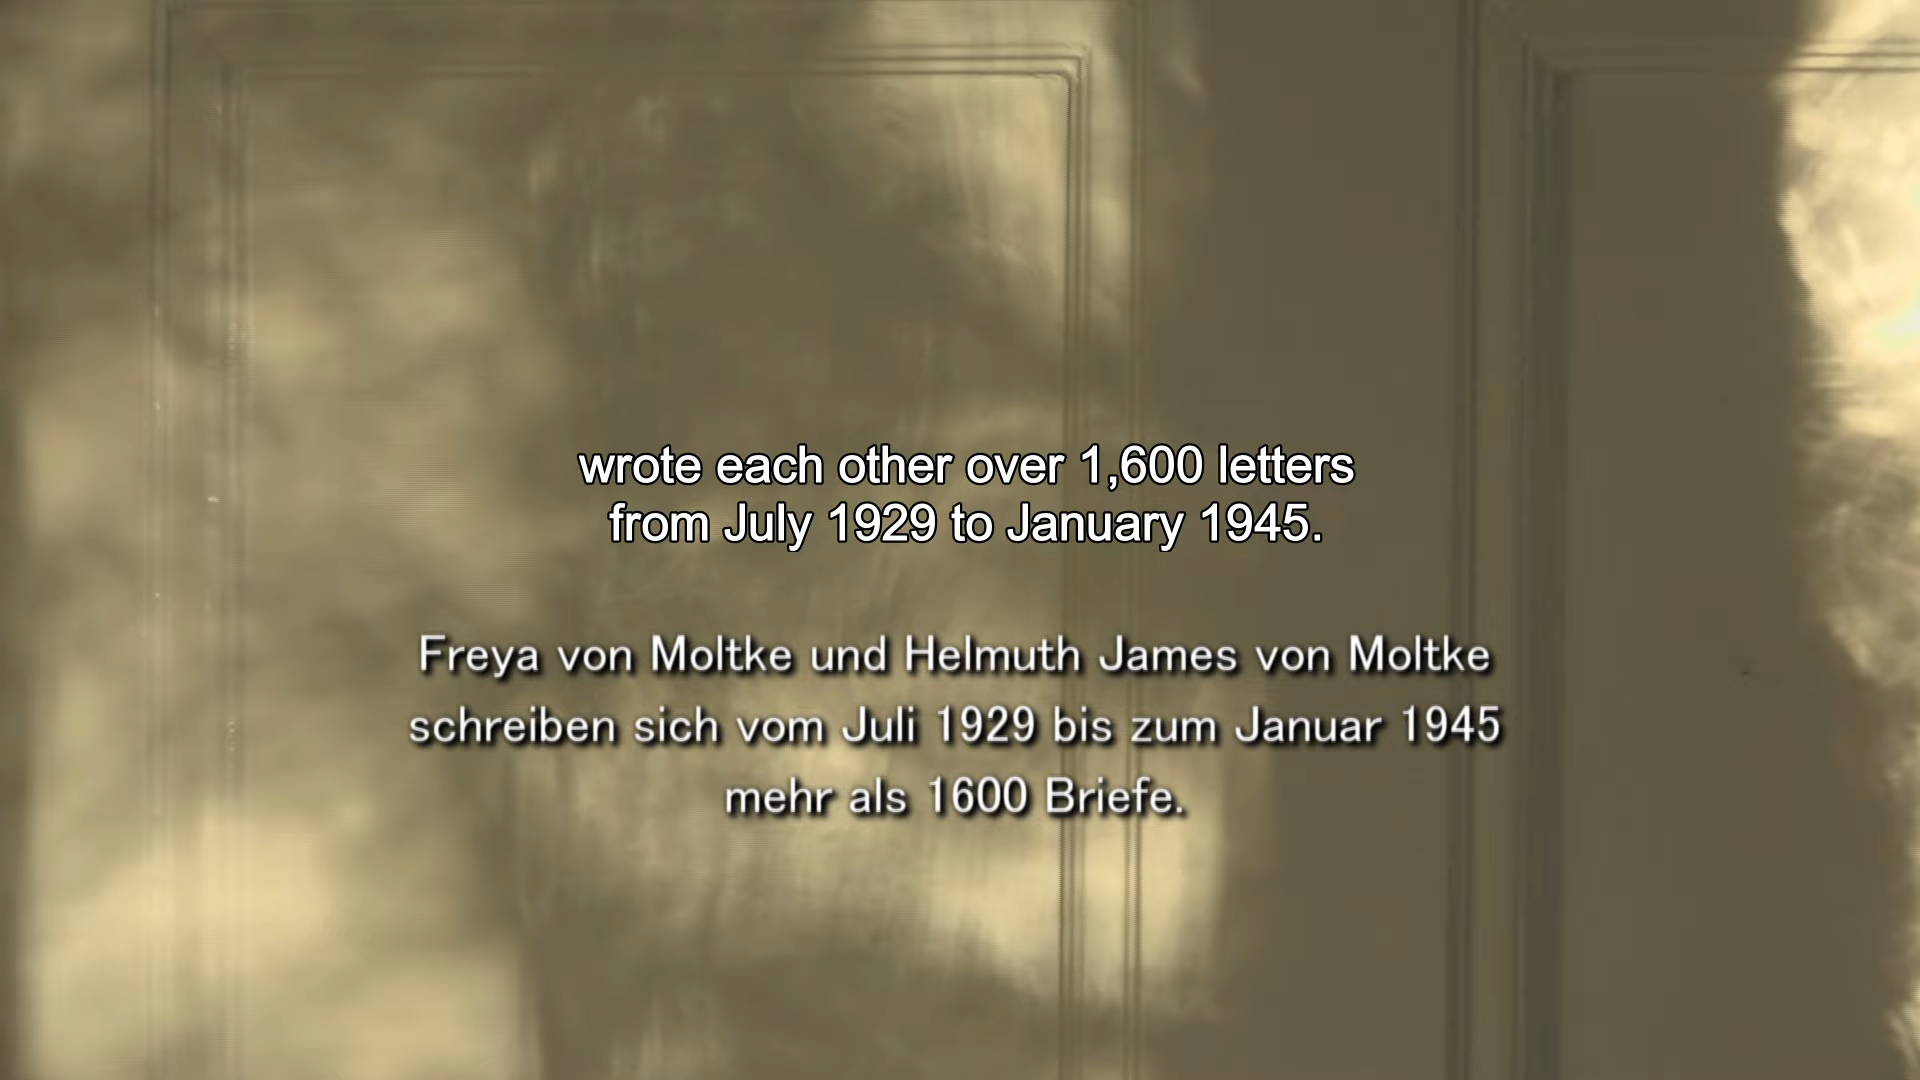 wrote each other over 1,600 letters
from July 1929 to January 1945.
Freya von Moltke und Helmuth James von Moltke
schreiben sich vom Juli 1929 bis zum Januar 1945
mehr als 1600 Briefe.